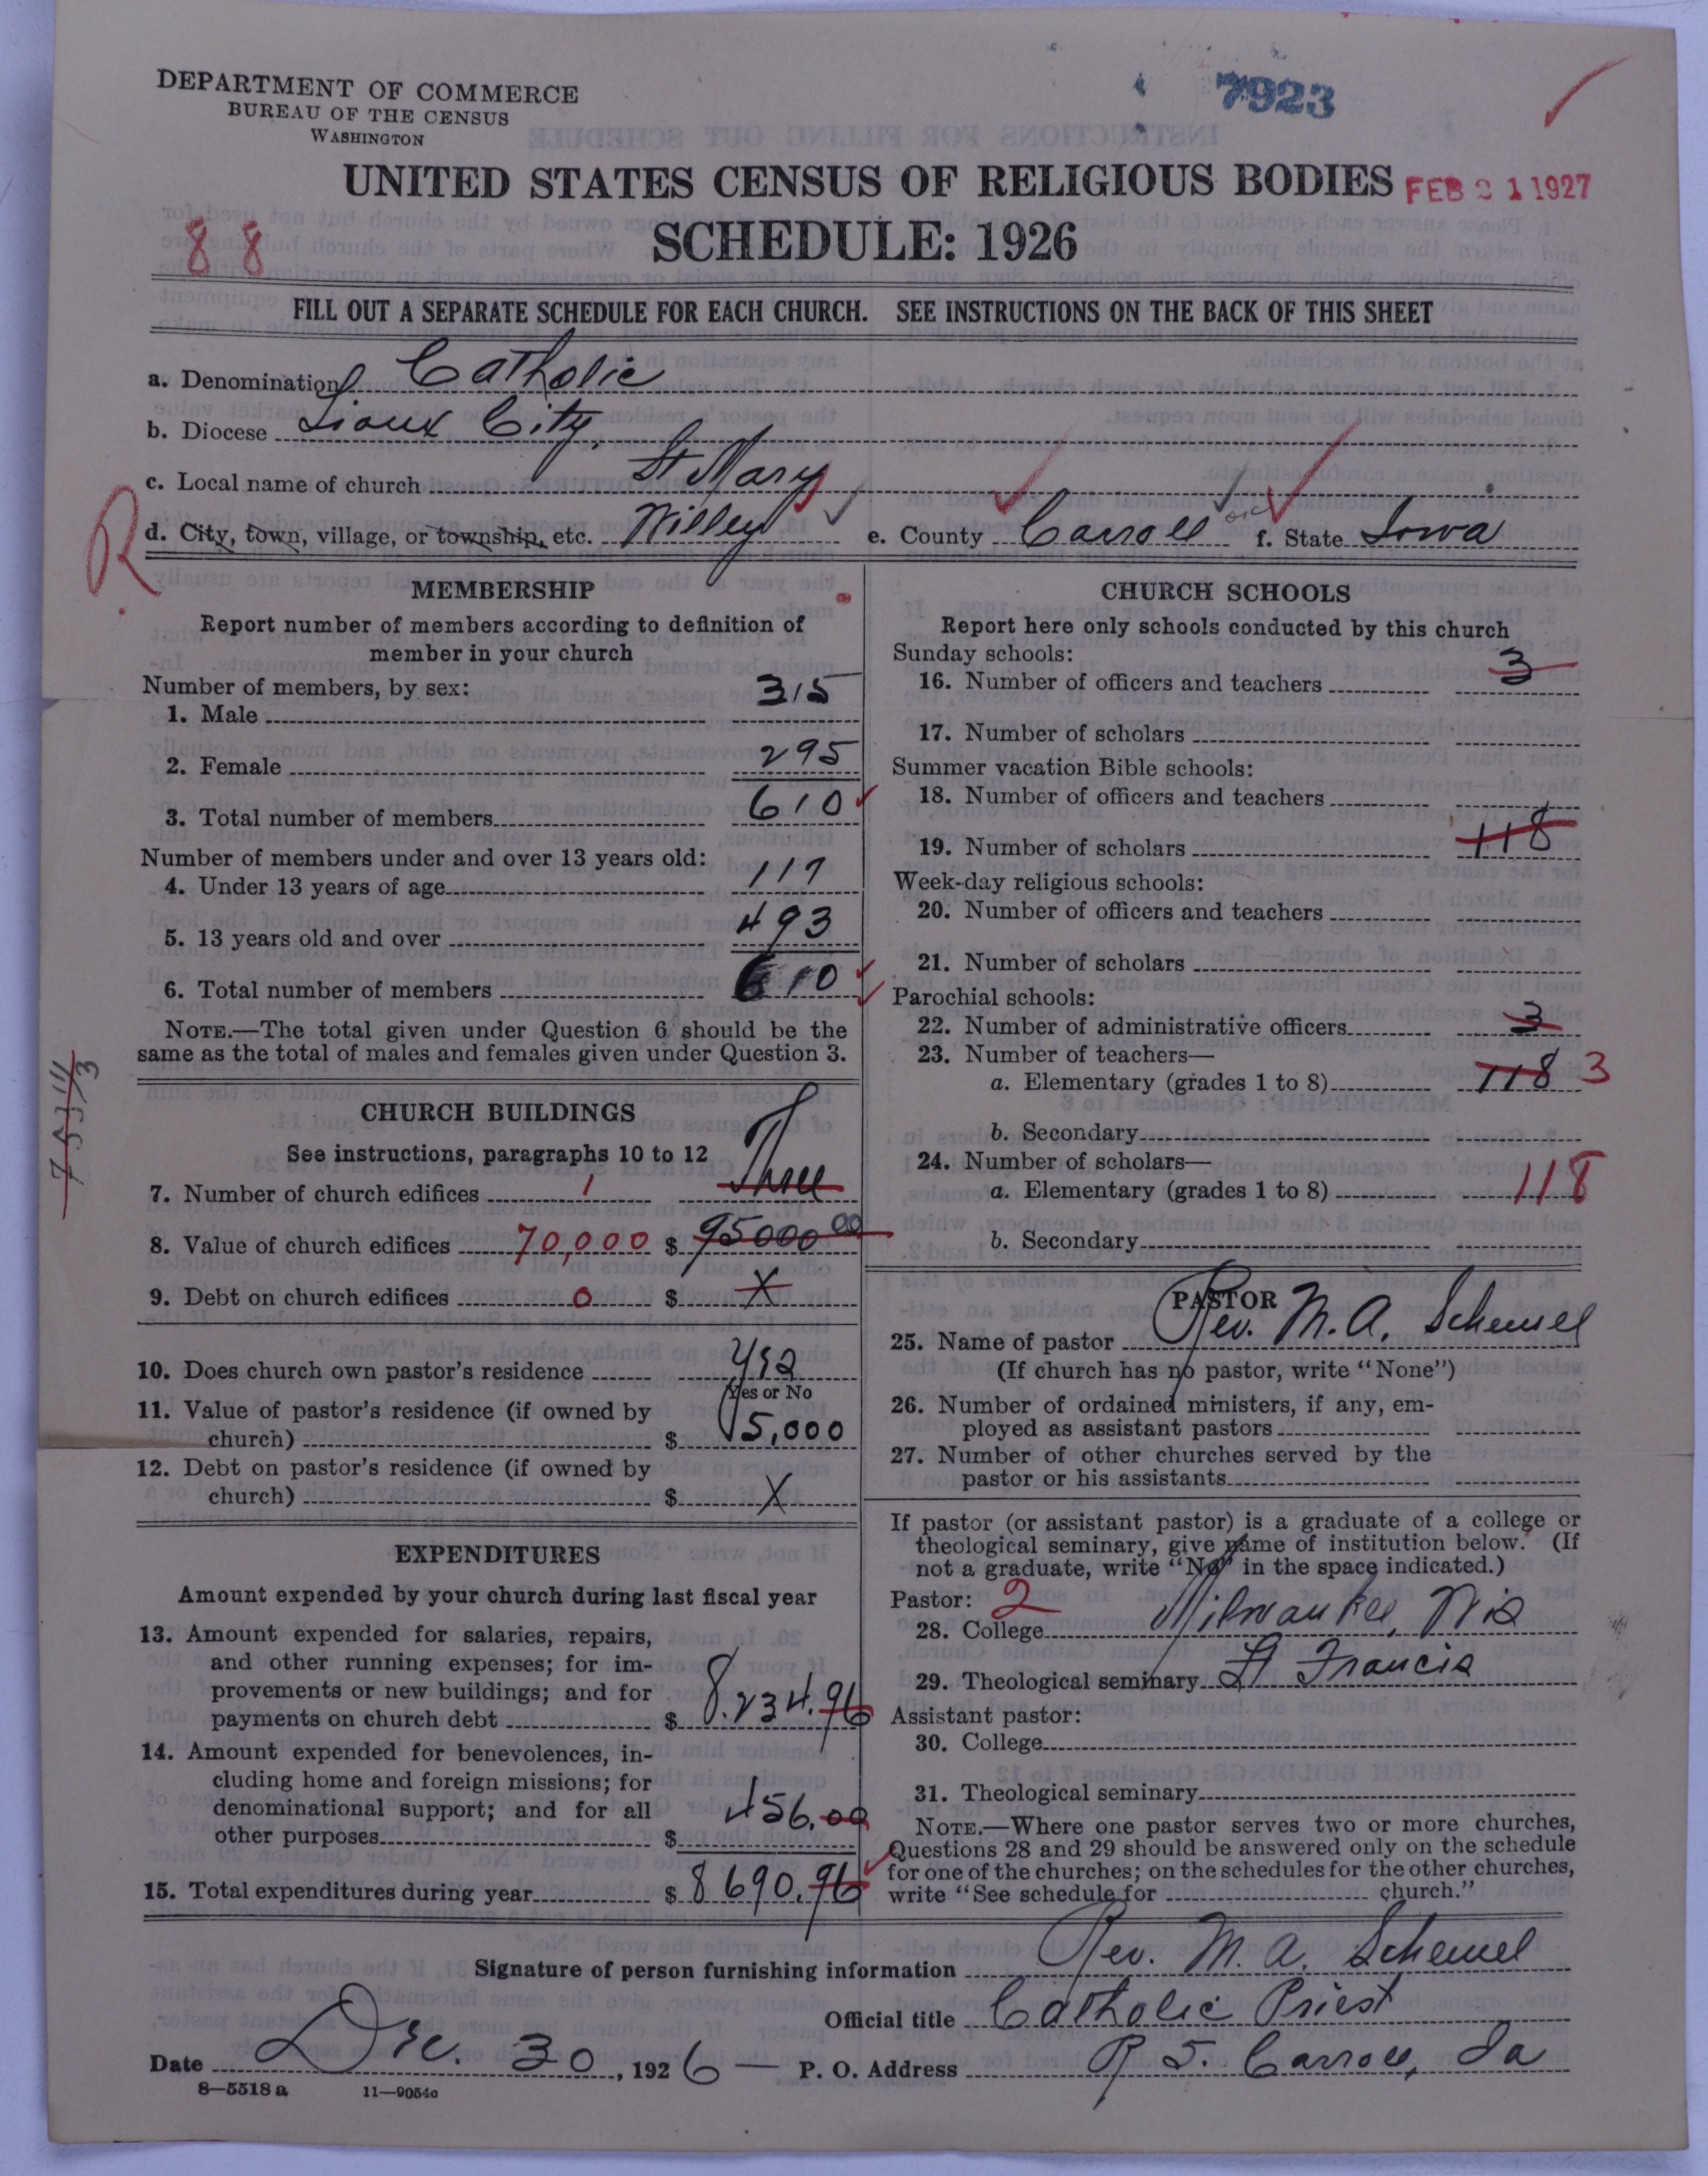 DEPARTMENT OF COMMERCE
BUREAU OF THE CENSUS
WASHINGTON
7923
UNITED STATES CENSUS OF RELIGIOUS BODIES
FEB 21 1927
SCHEDULE: 1926
88
FILL OUT A SEPARATE SCHEDULE FOR EACH CHURCH. SEE INSTRUCTIONS ON THE BACK OF THIS SHEET
a. Denomination Catholic
b. Diocese Sioux City,
c. Local name of church St Mary
R
d. City, town, village, or township, etc. Willey e. County Carroll f. State Iowa
MEMBERSHIP
Report number of members according to definition of
member in your church
Number of members, by sex:
1. Male 315
2. Female 295
3. Total number of members 610
Number of members under and over 13 years old:
4. Under 13 years of age 117
5. 13 years old and over 493
6. Total number of members 610
NOTE.—The total given under Question 6 should be the
same as the total of males and females given under Question 3.
CHURCH BUILDINGS
See instructions, paragraphs 10 to 12
7. Number of church edifices 1 Three
8. Value of church edifices 70,000 $ 95000.00
9. Debt on church edifices 0 $ X
10. Does church own pastor's residence yes
Yes or No
11. Value of pastor's residence (if owned by
church) $ 15,000
12. Debt on pastor's residence (if owned by
church) $ X
EXPENDITURES
Amount expended by your church during last fiscal year
13. Amount expended for salaries, repairs,
and other running expenses; for im-
provements or new buildings; and for
payments on church debt $ 8.234.96
14. Amount expended for benevolences, in-
cluding home and foreign missions; for
denominational support; and for all
other purposes $ 456.00
15. Total expenditures during year $ 8690.96
CHURCH SCHOOLS
Report here only schools conducted by this church
Sunday schools:
16. Number of officers and teachers 3
17. Number of scholars
Summer vacation Bible schools:
18. Number of officers and teachers
19. Number of scholars 118
Week-day religious schools:
20. Number of officers and teachers
21. Number of scholars
Parochial schools:
22. Number of administrative officers 3
23. Number of teachers—
a. Elementary (grades 1 to 8) 118 3
b. Secondary
24. Number of scholars—
a. Elementary (grades 1 to 8) 118
b. Secondary
PASTOR
25. Name of pastor Rev. M. A. Schemel
(If church has no pastor, write "None")
26. Number of ordained ministers, if any, em-
ployed as assistant pastors
27. Number of other churches served by the
pastor or his assistants
If pastor (or assistant pastor) is a graduate of a college or
theological seminary, give name of institution below. (If
not a graduate, write "No" in the space indicated.)
Pastor: 2
28. College Milwaukee, Wis
29. Theological seminary St Francis
Assistant pastor:
30. College
31. Theological seminary
NOTE.—Where one pastor serves two or more churches,
Questions 28 and 29 should be answered only on the schedule
for one of the churches; on the schedules for the other churches,
write "See schedule for church."
Signature of person furnishing information Rev. M. A. Schemel
Official title Catholic Priest
Date Dec. 30, 1926 — P. O. Address R 5. Carroll, Ia
8—5518 a 11—9054c